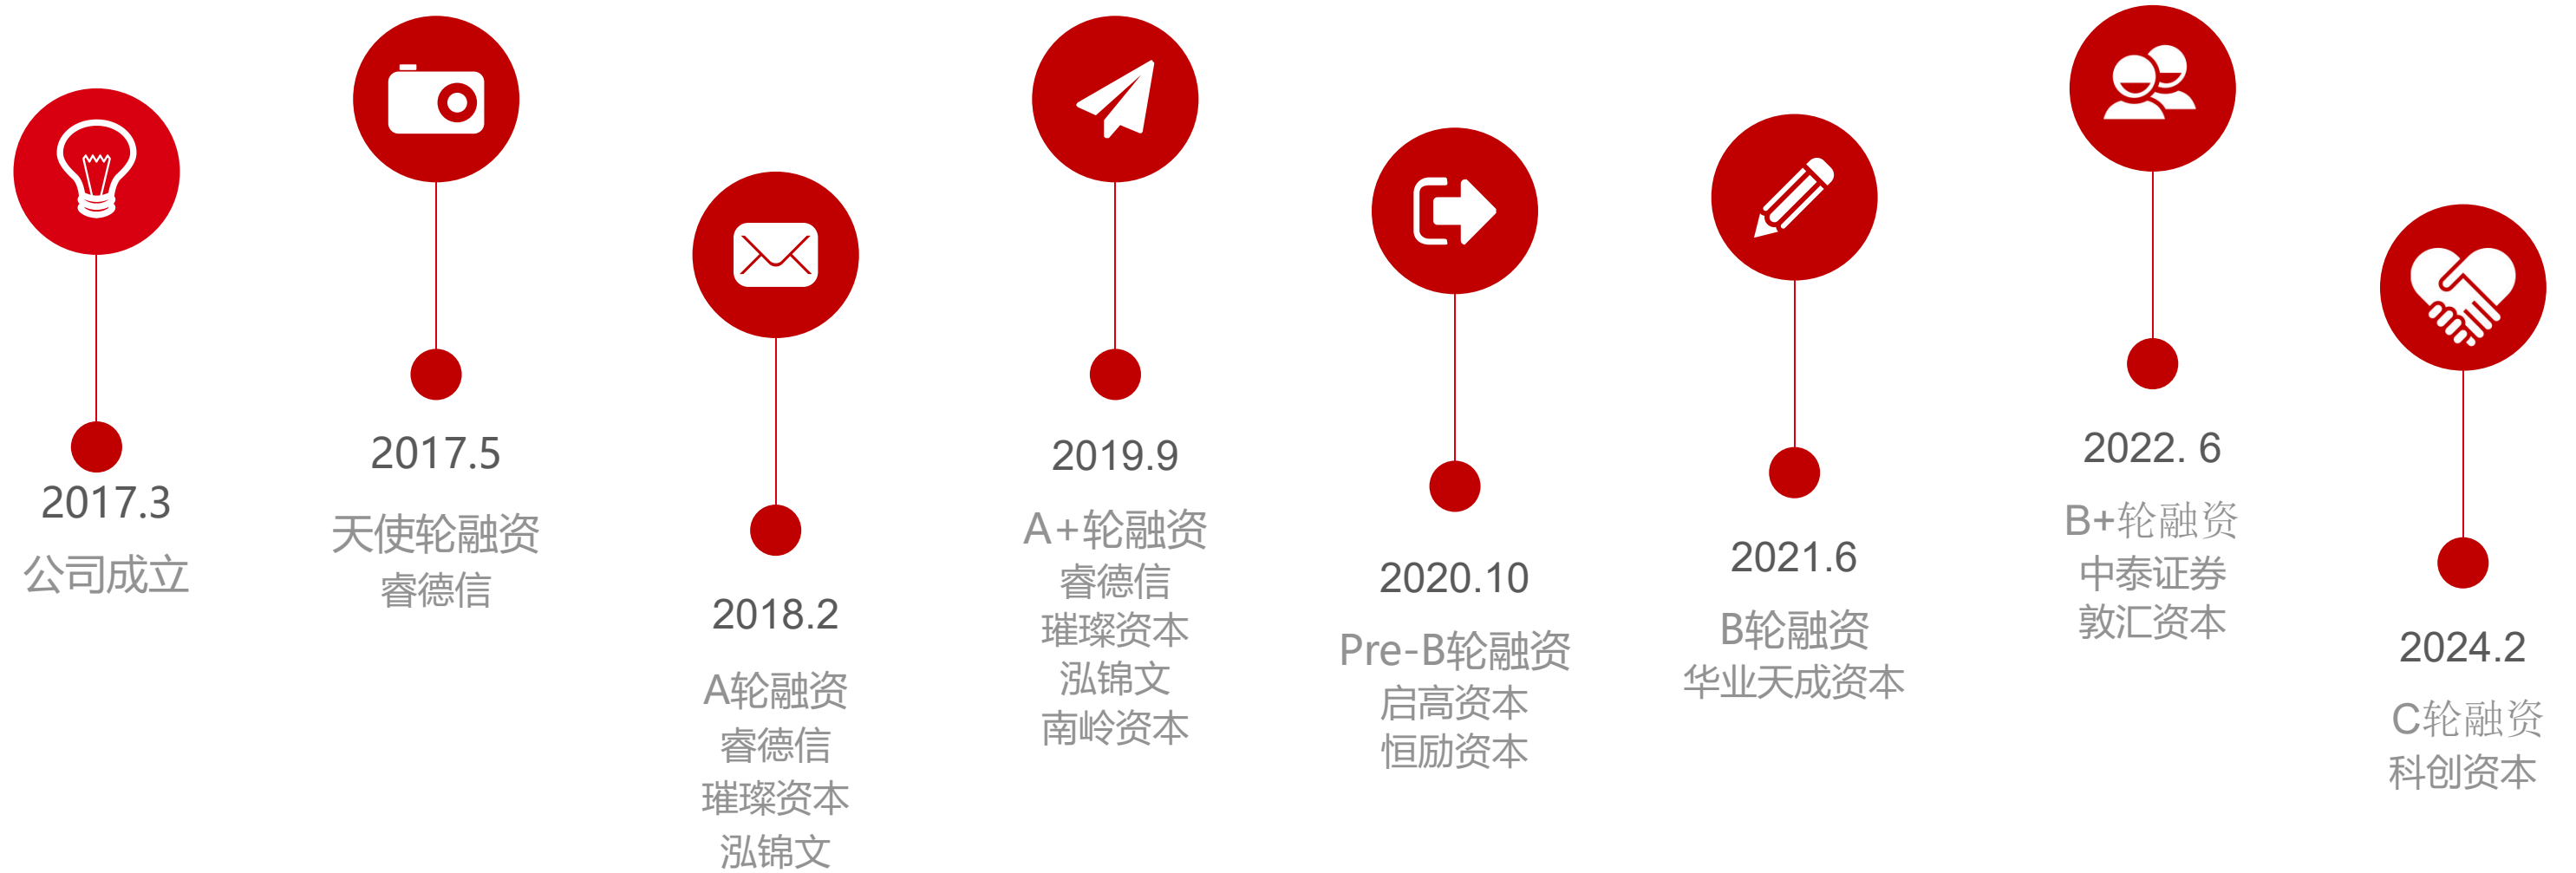 2017.3
公司成立
2017.5
天使轮融资
睿德信
2018.2
A轮融资
睿德信
璀璨资本
泓锦文
2019.9
A+轮融资
睿德信
璀璨资本
泓锦文
南岭资本
2020.10
Pre-B轮融资
启高资本
恒励资本
2021.6
B轮融资
华业天成资本
2022. 6
B+轮融资
中泰证券
敦汇资本
2024.2
C轮融资
科创资本